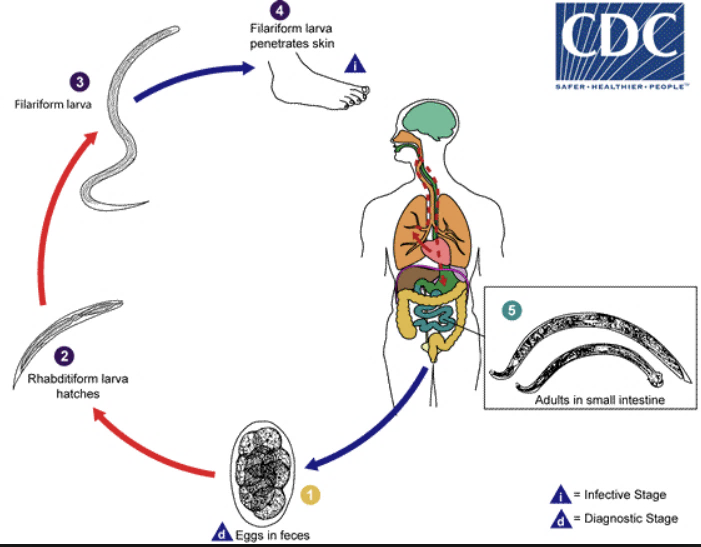 4
Filariform larva
penetrates skin
i
CDC
SAFER • HEALTHIER • PEOPLE™
3
Filariform larva
5
Adults in small intestine
2
Rhabditiform larva
hatches
1
d Eggs in feces
i = Infective Stage
d = Diagnostic Stage